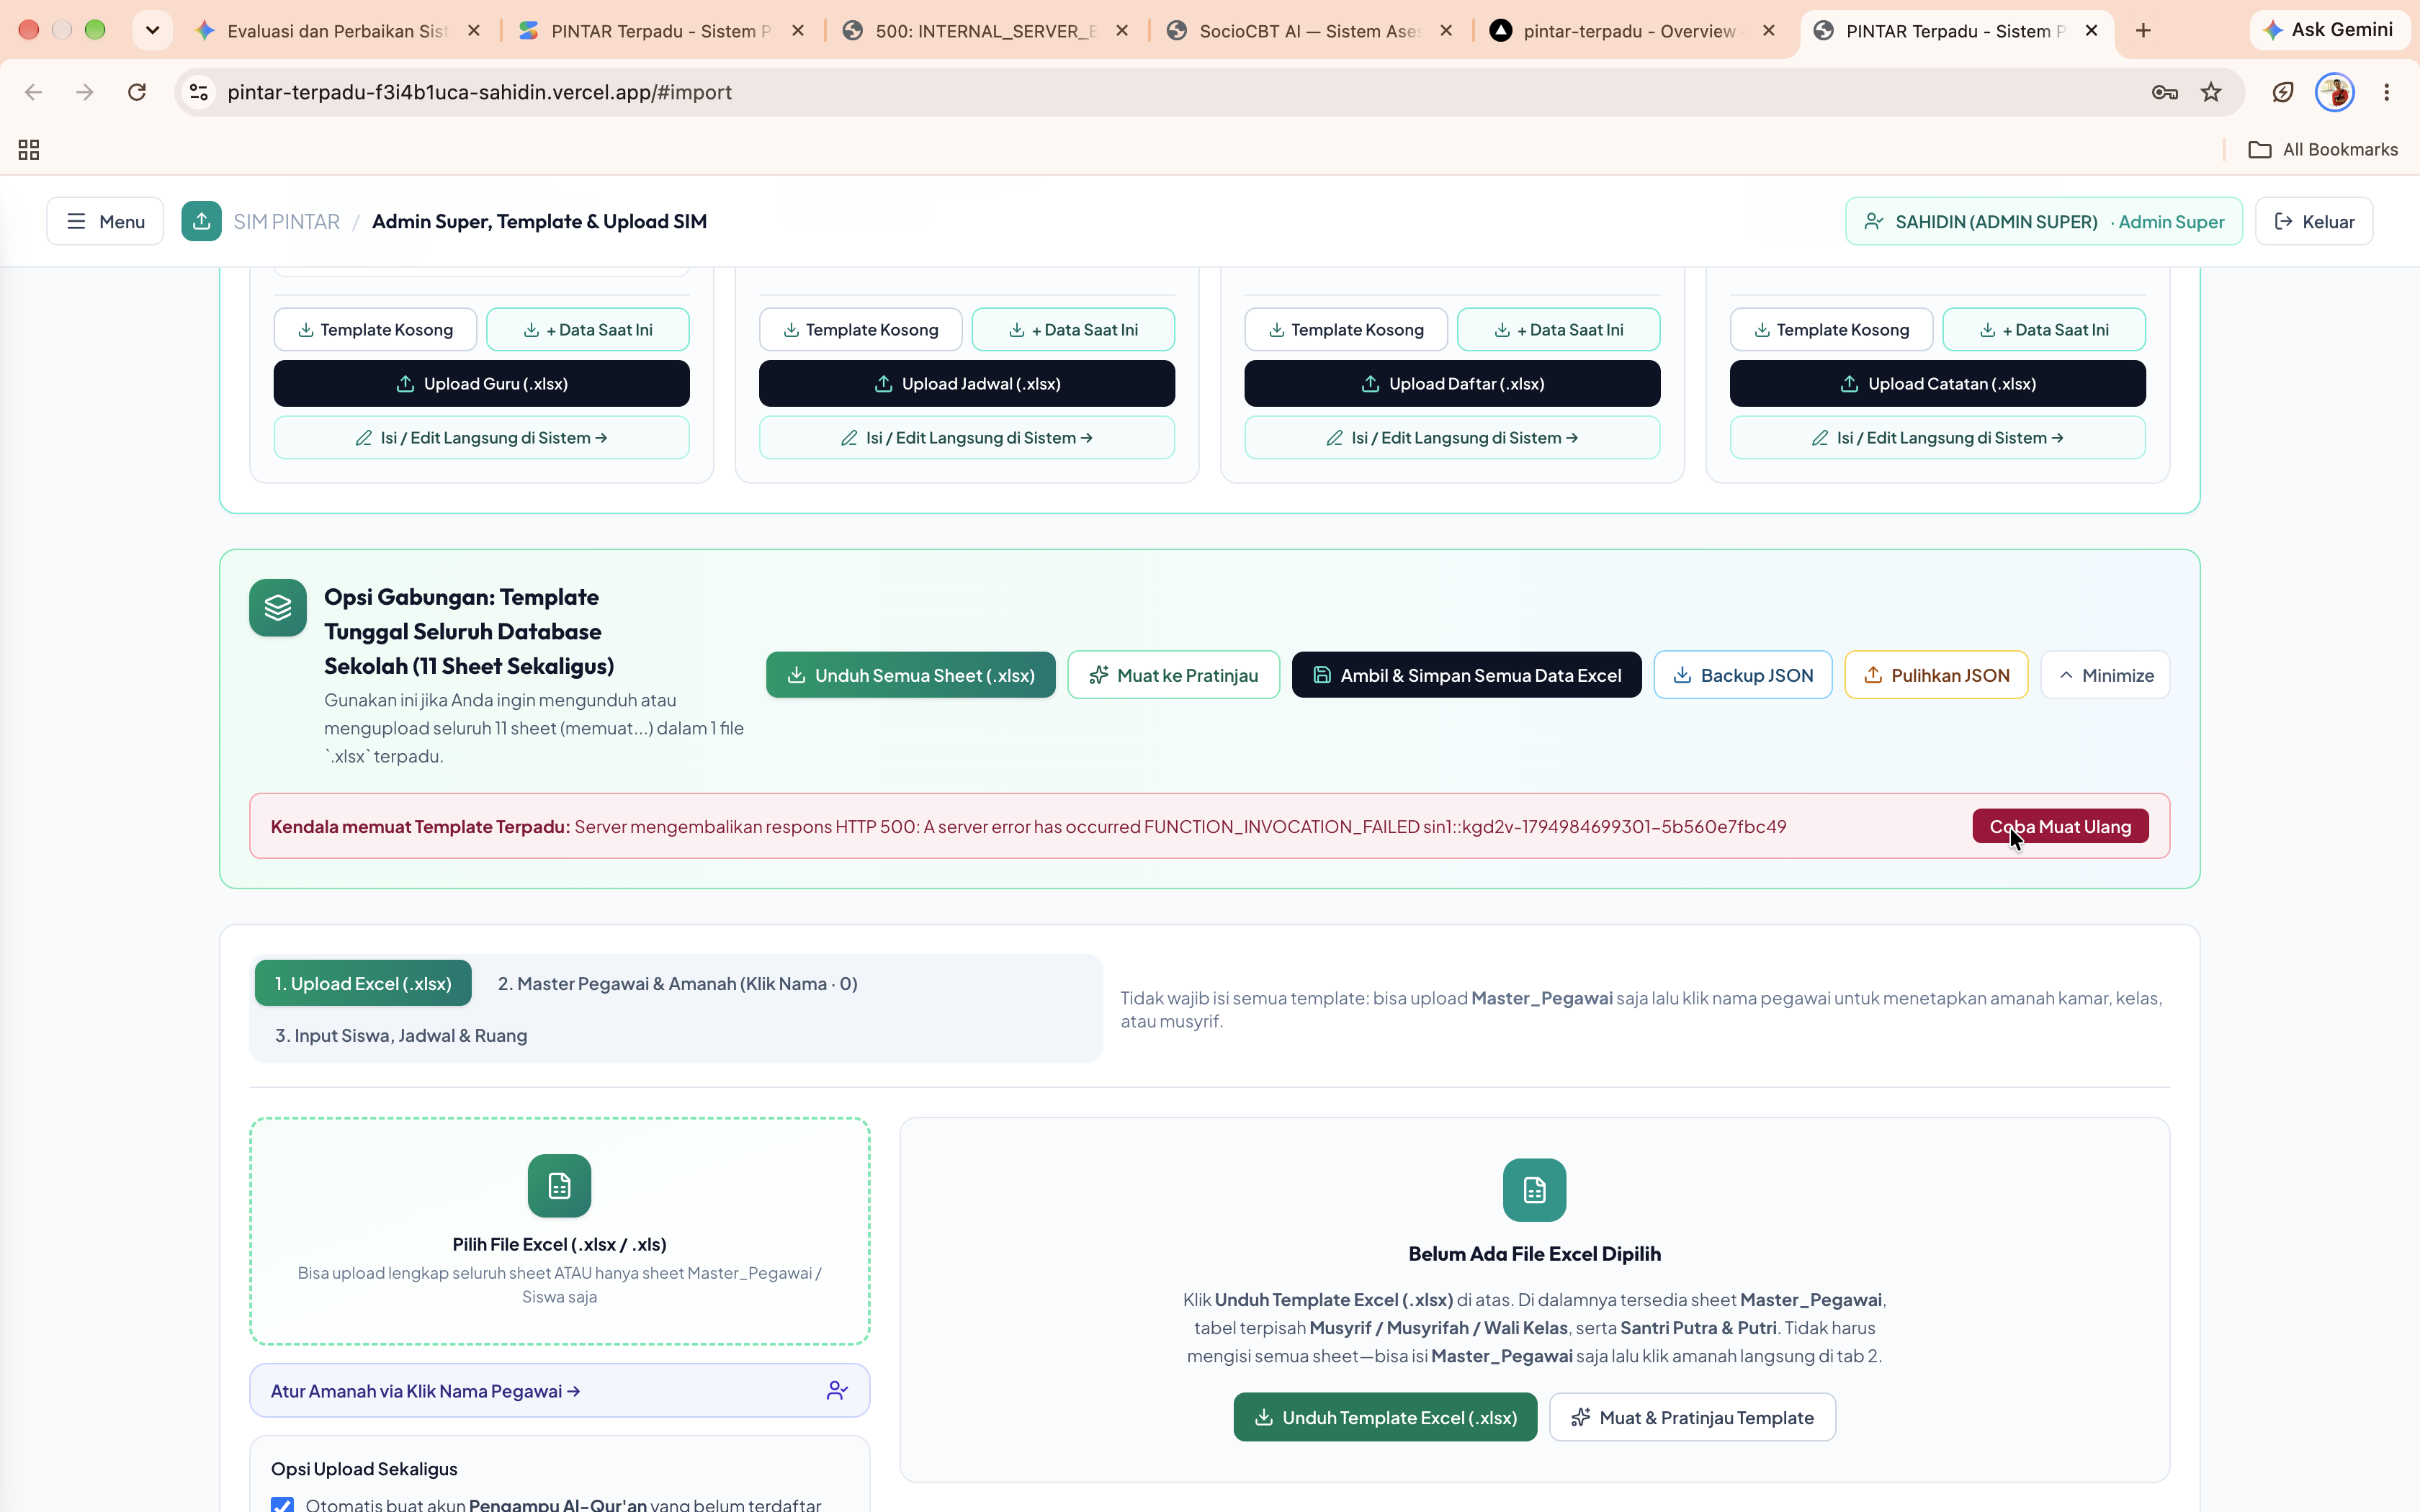 Evaluasi dan Perbaikan Sist
PINTAR Terpadu - Sistem P
500: INTERNAL_SERVER_E
SocioCBT AI — Sistem Ases
pintar-terpadu - Overview
PINTAR Terpadu - Sistem P
Ask Gemini
pintar-terpadu-f3i4b1uca-sahidin.vercel.app/#import
All Bookmarks
Menu
SIM PINTAR / Admin Super, Template & Upload SIM
SAHIDIN (ADMIN SUPER) · Admin Super
Keluar
Template Kosong
+ Data Saat Ini
Template Kosong
+ Data Saat Ini
Template Kosong
+ Data Saat Ini
Template Kosong
+ Data Saat Ini
Upload Guru (.xlsx)
Upload Jadwal (.xlsx)
Upload Daftar (.xlsx)
Upload Catatan (.xlsx)
Isi / Edit Langsung di Sistem →
Isi / Edit Langsung di Sistem →
Isi / Edit Langsung di Sistem →
Isi / Edit Langsung di Sistem →
Opsi Gabungan: Template
Tunggal Seluruh Database
Sekolah (11 Sheet Sekaligus)
Gunakan ini jika Anda ingin mengunduh atau
mengupload seluruh 11 sheet (memuat...) dalam 1 file
`.xlsx` terpadu.
Unduh Semua Sheet (.xlsx)
Muat ke Pratinjau
Ambil & Simpan Semua Data Excel
Backup JSON
Pulihkan JSON
Minimize
Kendala memuat Template Terpadu: Server mengembalikan respons HTTP 500: A server error has occurred FUNCTION_INVOCATION_FAILED sin1::kgd2v-1794984699301-5b560e7fbc49
Coba Muat Ulang
1. Upload Excel (.xlsx)
2. Master Pegawai & Amanah (Klik Nama · 0)
3. Input Siswa, Jadwal & Ruang
Tidak wajib isi semua template: bisa upload Master_Pegawai saja lalu klik nama pegawai untuk menetapkan amanah kamar, kelas,
atau musyrif.
Pilih File Excel (.xlsx / .xls)
Bisa upload lengkap seluruh sheet ATAU hanya sheet Master_Pegawai /
Siswa saja
Atur Amanah via Klik Nama Pegawai →
Opsi Upload Sekaligus
Otomatis buat akun Pengampu Al-Qur'an yang belum terdaftar
Belum Ada File Excel Dipilih
Klik Unduh Template Excel (.xlsx) di atas. Di dalamnya tersedia sheet Master_Pegawai,
tabel terpisah Musyrif / Musyrifah / Wali Kelas, serta Santri Putra & Putri. Tidak harus
mengisi semua sheet—bisa isi Master_Pegawai saja lalu klik amanah langsung di tab 2.
Unduh Template Excel (.xlsx)
Muat & Pratinjau Template